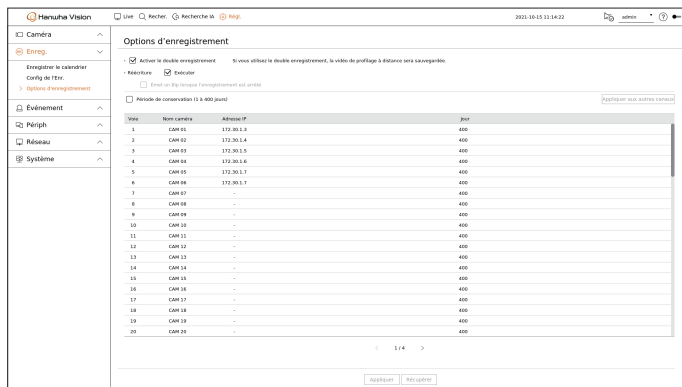 Hanwha Vision
Live Recher. Recherche IA Régl. 2021-10-15 11:14:22 admin
Caméra
Enreg.
Enregistrer le calendrier
Config de l'Enr.
> Options d'enregistrement
Événement
Périph
Réseau
Système
Options d'enregistrement
Activer le double enregistrement Si vous utilisez le double enregistrement, la vidéo de profilage à distance sera sauvegardée.
Réécriture Exécuter
Émet un Bip lorsque l'enregistrement est arrêté
Période de conservation (1 à 400 jours) Appliquer aux autres canaux
Voie Nom caméra Adresse IP Jour
1 CAM 01 172.30.1.3 400
2 CAM 02 172.30.1.4 400
3 CAM 03 172.30.1.5 400
4 CAM 04 172.30.1.6 400
5 CAM 05 172.30.1.7 400
6 CAM 06 172.30.1.7 400
7 CAM 07 - 400
8 CAM 08 - 400
9 CAM 09 - 400
10 CAM 10 - 400
11 CAM 11 - 400
12 CAM 12 - 400
13 CAM 13 - 400
14 CAM 14 - 400
15 CAM 15 - 400
16 CAM 16 - 400
17 CAM 17 - 400
18 CAM 18 - 400
19 CAM 19 - 400
20 CAM 20 - 400
< 1 / 4 >
Appliquer Récupérer